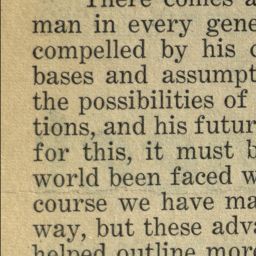 There comes a
man in every gene
compelled by his
bases and assumpt
the possibilities of
tions, and his futur
for this, it must b
world been faced w
course we have ma
way, but these adva
helped outline more